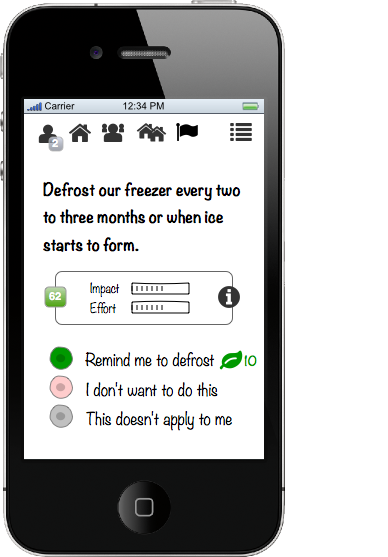 Carrier 12:34 PM
2
Defrost our freezer every two
to three months or when ice
starts to form.
62
Impact
Effort
i
Remind me to defrost 10
I don't want to do this
This doesn't apply to me